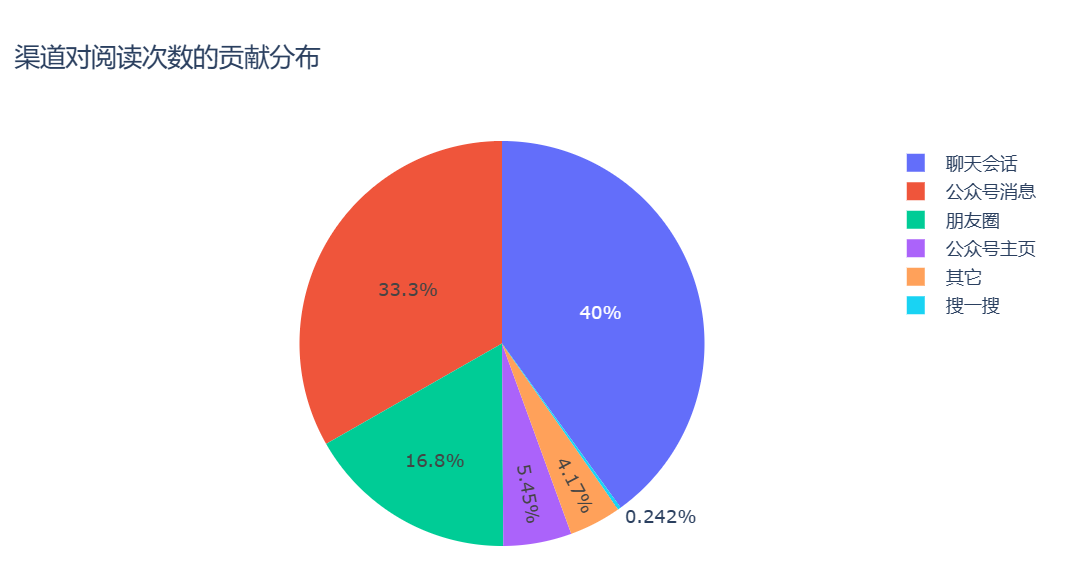 渠道对阅读次数的贡献分布
聊天会话
公众号消息
朋友圈
公众号主页
其它
搜一搜
33.3%
40%
16.8%
5.45%
4.17%
0.242%